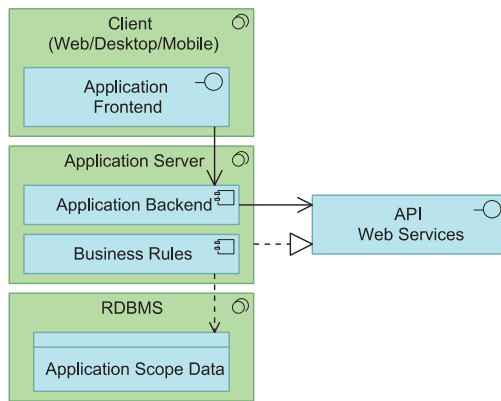 Client
(Web/Desktop/Mobile)
Application
Frontend
Application Server
Application Backend
Business Rules
API
Web Services
RDBMS
Application Scope Data